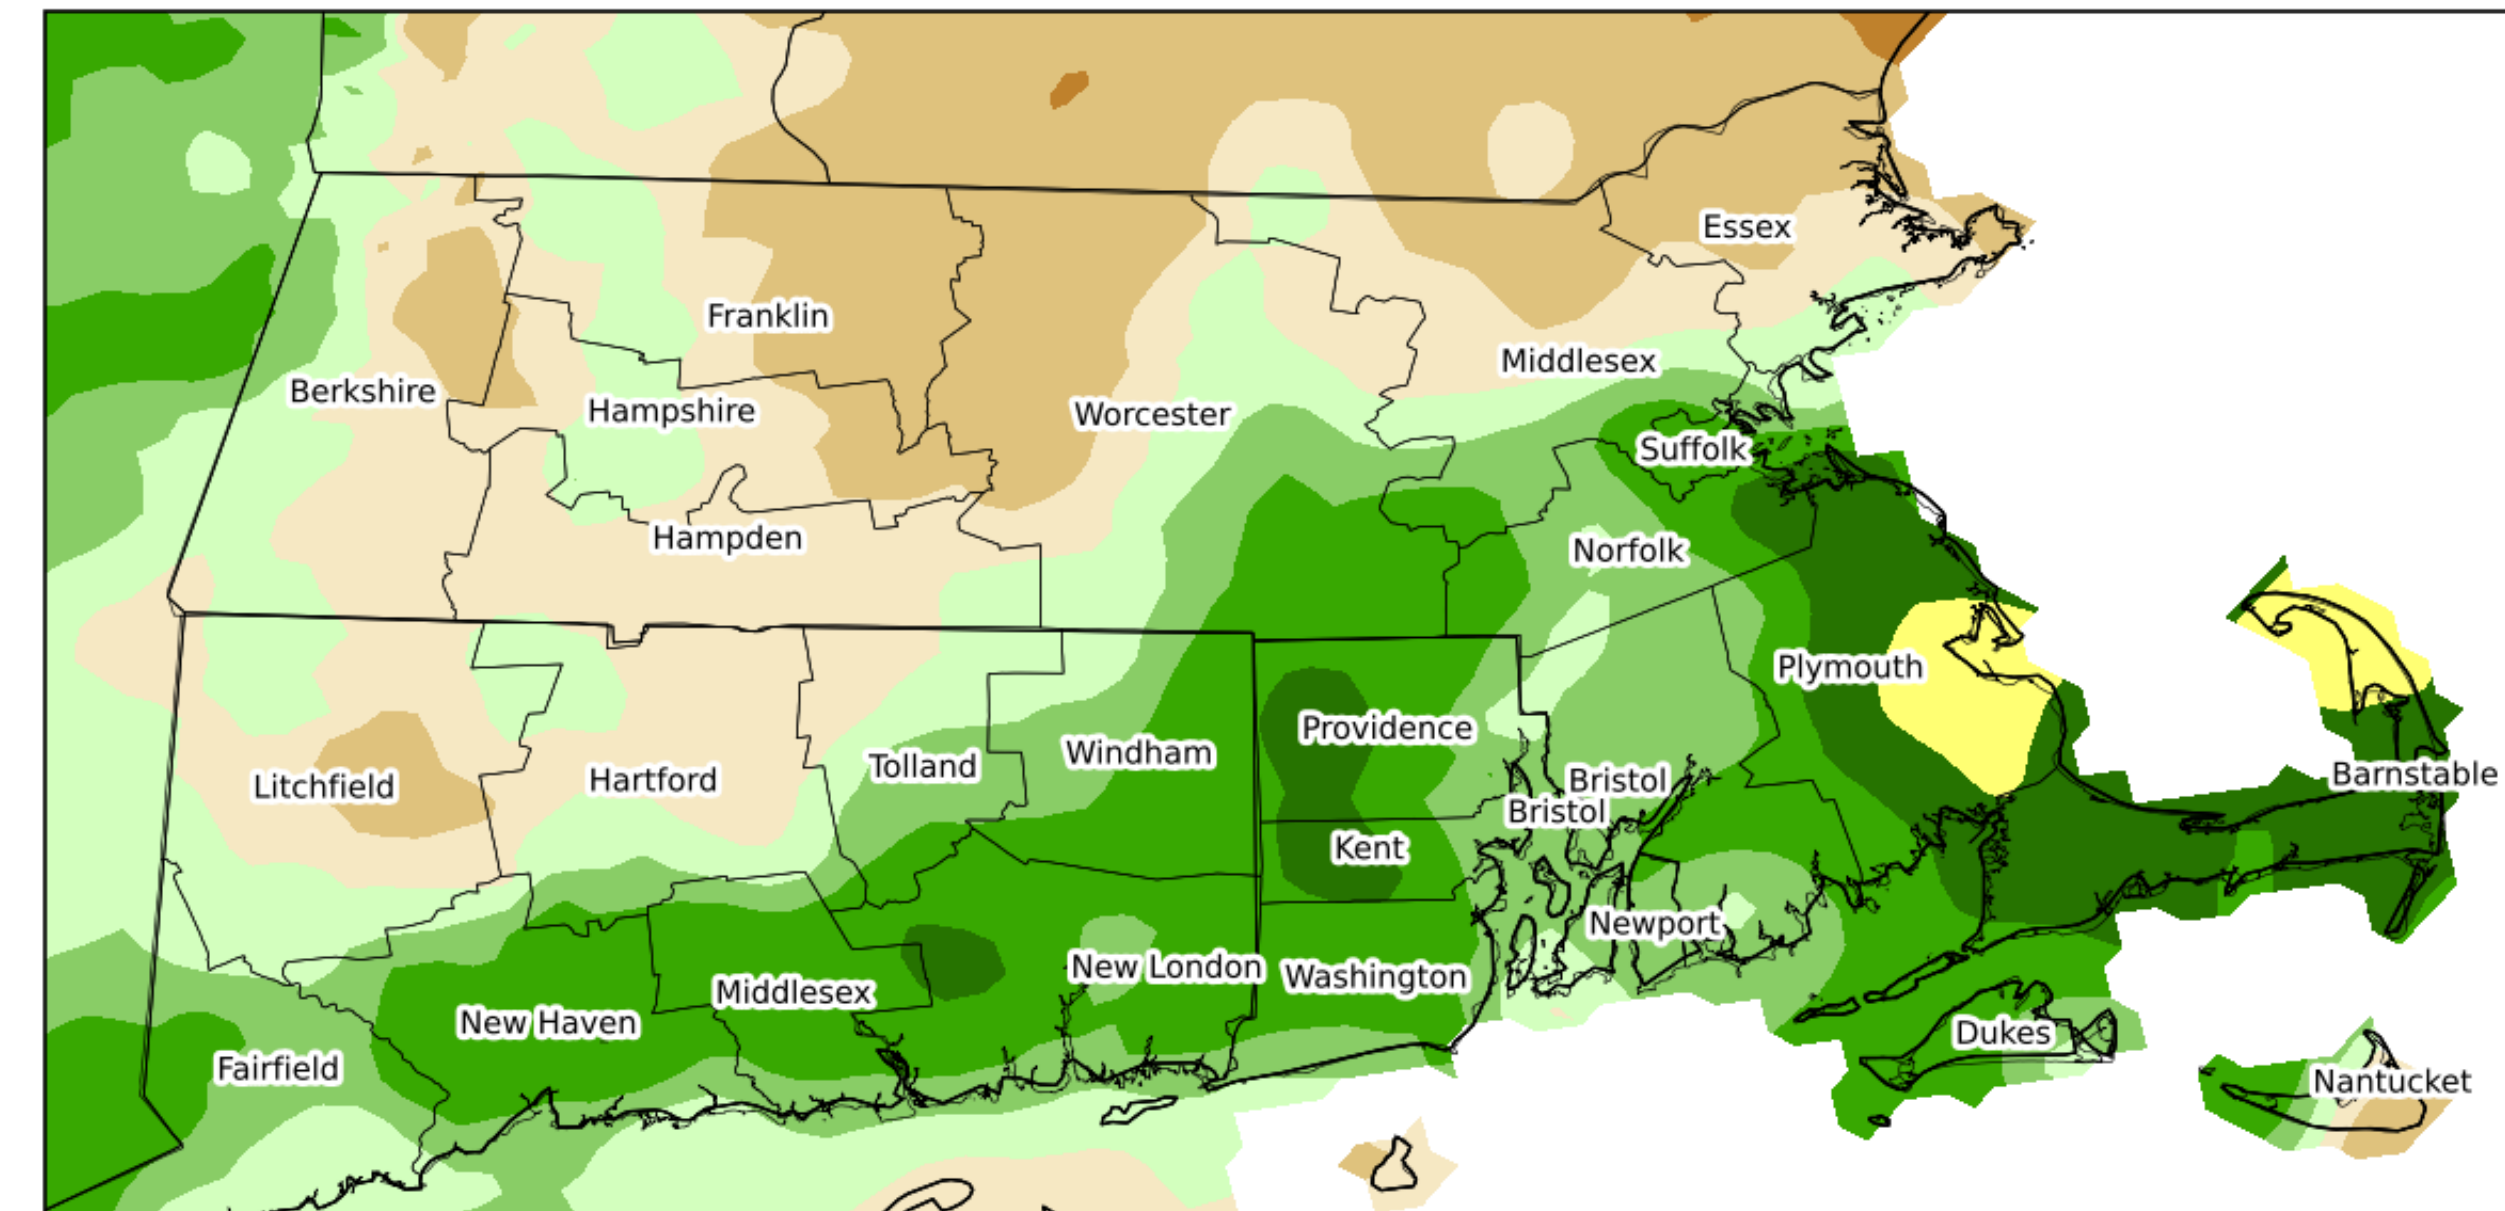 Essex
Franklin
Middlesex
Berkshire
Hampshire
Worcester
Suffolk
Hampden
Norfolk
Plymouth
Providence
Windham
Tolland
Barnstable
Litchfield
Hartford
Bristol
Bristol
Kent
Newport
New London
Washington
Middlesex
New Haven
Dukes
Fairfield
Nantucket